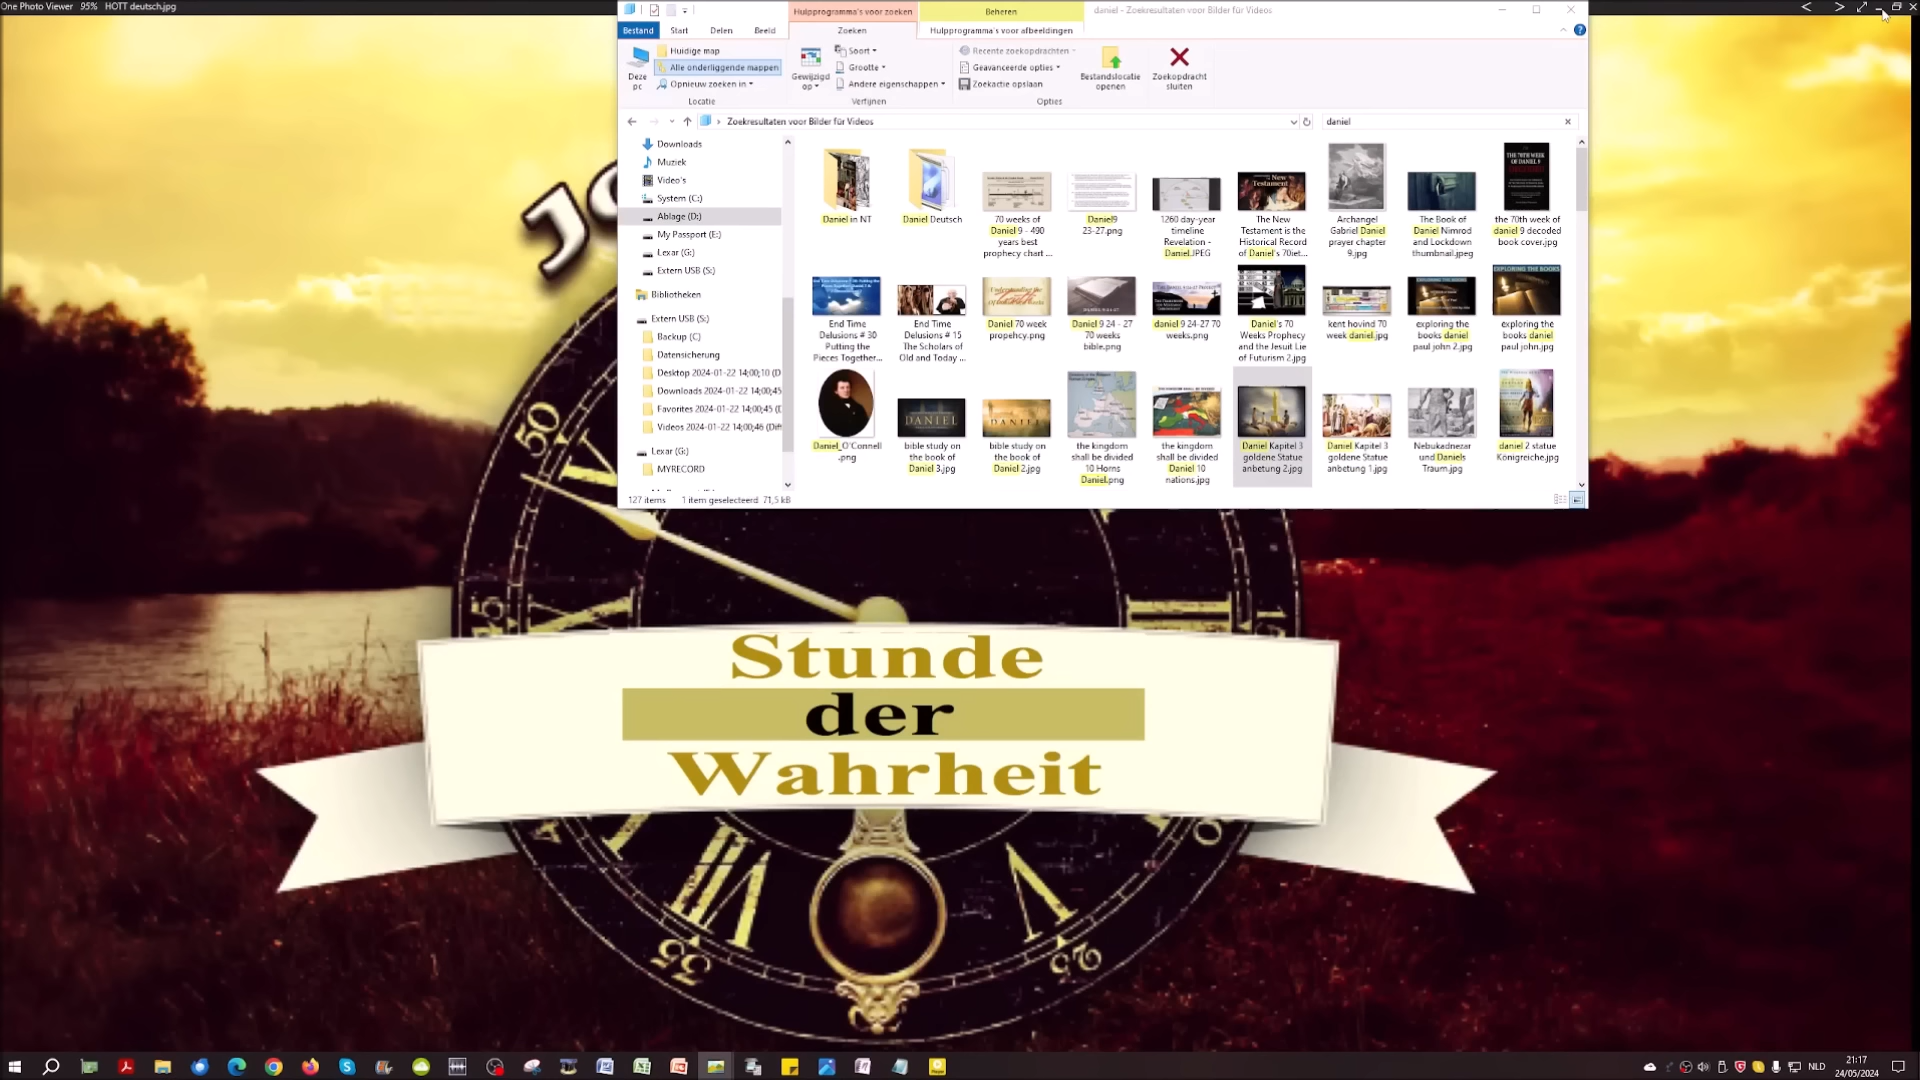 One Photo Viewer 95% HOTT deutsch.jpg
Hulpprogramma's voor zoeken
Beheren
daniel - Zoekresultaten voor Bilder für Videos
Bestand
Start
Delen
Beeld
Zoeken
Hulpprogramma's voor afbeeldingen
Deze
pc
Huidige map
Alle onderliggende mappen
Opnieuw zoeken in
Locatie
Gewijzigd
op
Soort
Grootte
Andere eigenschappen
Verfijnen
Recente zoekopdrachten
Geavanceerde opties
Zoekactie opslaan
Opties
Bestandslocatie
openen
Zoekopdracht
sluiten
Zoekresultaten voor Bilder für Videos
daniel
Downloads
Muziek
Video's
System (C:)
Ablage (D:)
My Passport (E:)
Lexar (G:)
Extern USB (S:)
Bibliotheken
Extern USB (S:)
Backup (C)
Datensicherung
Desktop 2024-01-22 14;00;10 (D
Downloads 2024-01-22 14;00;45
Favorites 2024-01-22 14;00;45 (D
Videos 2024-01-22 14;00;46 (Diff
Lexar (G:)
MYRECORD
Daniel in NT
Daniel Deutsch
70 weeks of
Daniel 9 - 490
years best
prophecy chart ...
Daniel9
23-27.png
1260 day-year
timeline
Revelation -
Daniel.JPEG
The New
Testament is the
Historical Record
of Daniel's 70iet...
Archangel
Gabriel Daniel
prayer chapter
9.jpg
The Book of
Daniel Nimrod
and Lockdown
thumbnail.jpeg
the 70th week of
daniel 9 decoded
book cover.jpg
End Time
Delusions # 30
Putting the
Pieces Together...
End Time
Delusions # 15
The Scholars of
Old and Today ...
Daniel 70 week
propehcy.png
Daniel 9 24 - 27
70 weeks
bible.png
daniel 9 24-27 70
weeks.png
Daniel's 70
Weeks Prophecy
and the Jesuit Lie
of Futurism 2.jpg
kent hovind 70
week daniel.jpg
exploring the
books daniel
paul john 2.jpg
exploring the
books daniel
paul john.jpg
Daniel_O'Connell
.png
bible study on
the book of
Daniel 3.jpg
bible study on
the book of
Daniel 2.jpg
the kingdom
shall be divided
10 Horns
Daniel.png
the kingdom
shall be divided
Daniel 10
nations.jpg
Daniel Kapitel 3
goldene Statue
anbetung 2.jpg
Daniel Kapitel 3
goldene Statue
anbetung 1.jpg
Nebukadnezar
und Daniels
Traum.jpg
daniel 2 statue
Königreiche.jpg
127 items 1 item geselecteerd 71,5 kB
50
Stunde
der
Wahrheit
35
25
NLD
21:17
24/05/2024